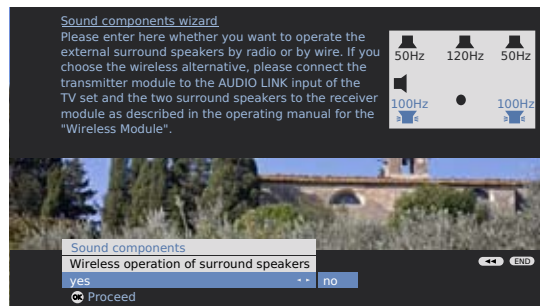 Sound components wizard
Please enter here whether you want to operate the
external surround speakers by radio or by wire. If you
choose the wireless alternative, please connect the
transmitter module to the AUDIO LINK input of the
TV set and the two surround speakers to the receiver
module as described in the operating manual for the
"Wireless Module".
50Hz 120Hz 50Hz
100Hz 100Hz
Sound components
Wireless operation of surround speakers
yes no
OK Proceed
END